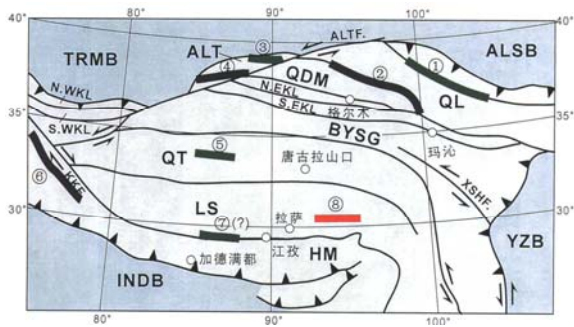 40°
90°
100°
40°
ALTF.
ALT
③
ALSB
TRMB
④
①
QDM
②
N.WKL
N.EKL
QL
35°
格尔木
35°
S.EKL
S.WKL
BYSG
玛沁
QT
⑤
唐古拉山口
⑥
KKF.
XSHF.
⑧
30°
LS
拉萨
30°
⑦(?)
YZB
江孜
HM
加德满都
INDB
80°
90°
100°